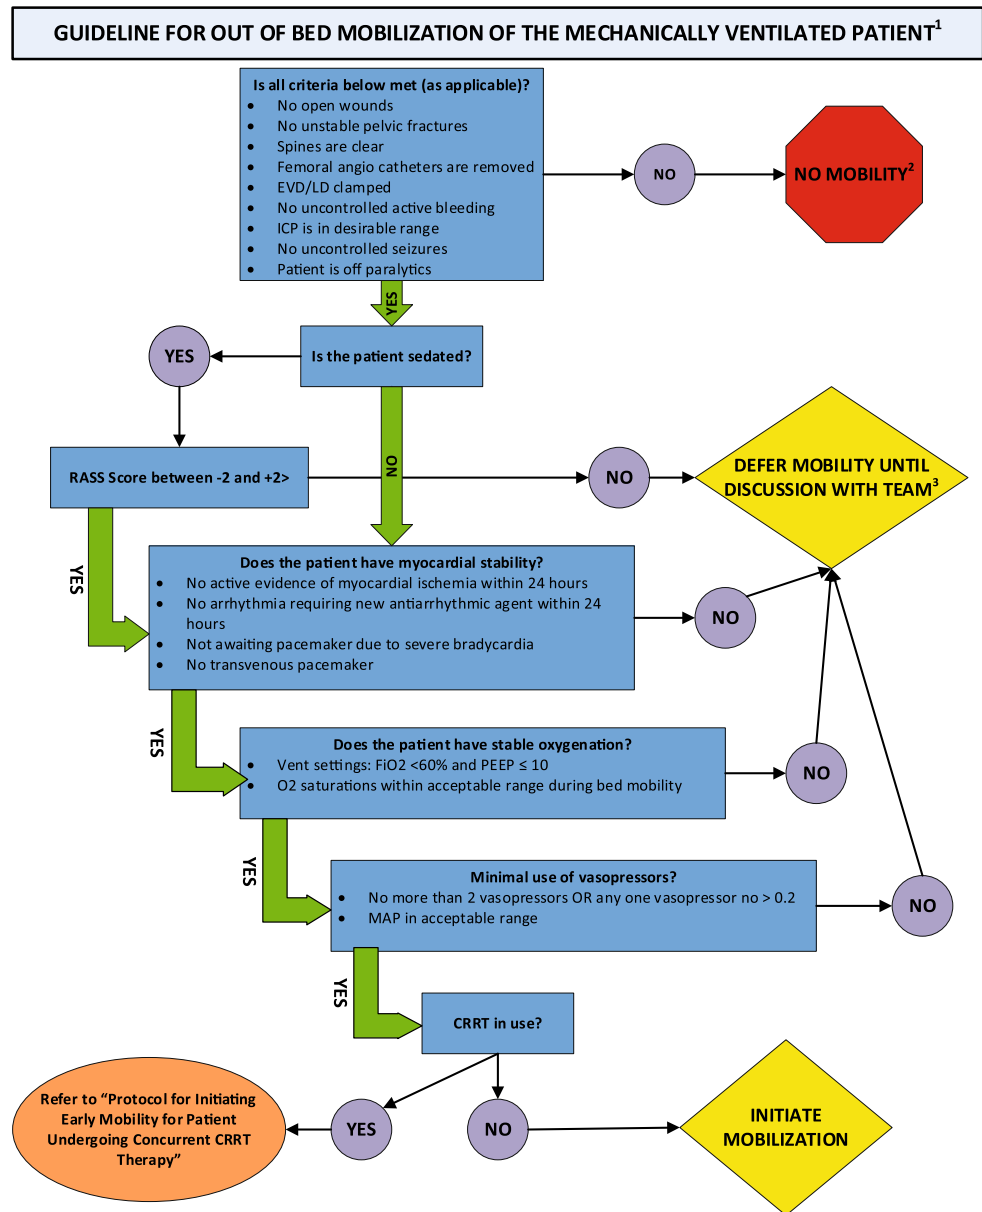 GUIDELINE FOR OUT OF BED MOBILIZATION OF THE MECHANICALLY VENTILATED PATIENT1
Is all criteria below met (as applicable)?
• No open wounds
• No unstable pelvic fractures
• Spines are clear
• Femoral angio catheters are removed
• EVD/LD clamped
• No uncontrolled active bleeding
• ICP is in desirable range
• No uncontrolled seizures
• Patient is off paralytics
NO
NO MOBILITY2
YES
Is the patient sedated?
YES
NO
RASS Score between -2 and +2>
NO
DEFER MOBILITY UNTIL
DISCUSSION WITH TEAM3
YES
Does the patient have myocardial stability?
• No active evidence of myocardial ischemia within 24 hours
• No arrhythmia requiring new antiarrhythmic agent within 24
hours
• Not awaiting pacemaker due to severe bradycardia
• No transvenous pacemaker
NO
YES
Does the patient have stable oxygenation?
• Vent settings: FiO2 <60% and PEEP ≤ 10
• O2 saturations within acceptable range during bed mobility
NO
YES
Minimal use of vasopressors?
• No more than 2 vasopressors OR any one vasopressor no > 0.2
• MAP in acceptable range
NO
YES
CRRT in use?
Refer to “Protocol for Initiating
Early Mobility for Patient
Undergoing Concurrent CRRT
Therapy”
YES
NO
INITIATE
MOBILIZATION